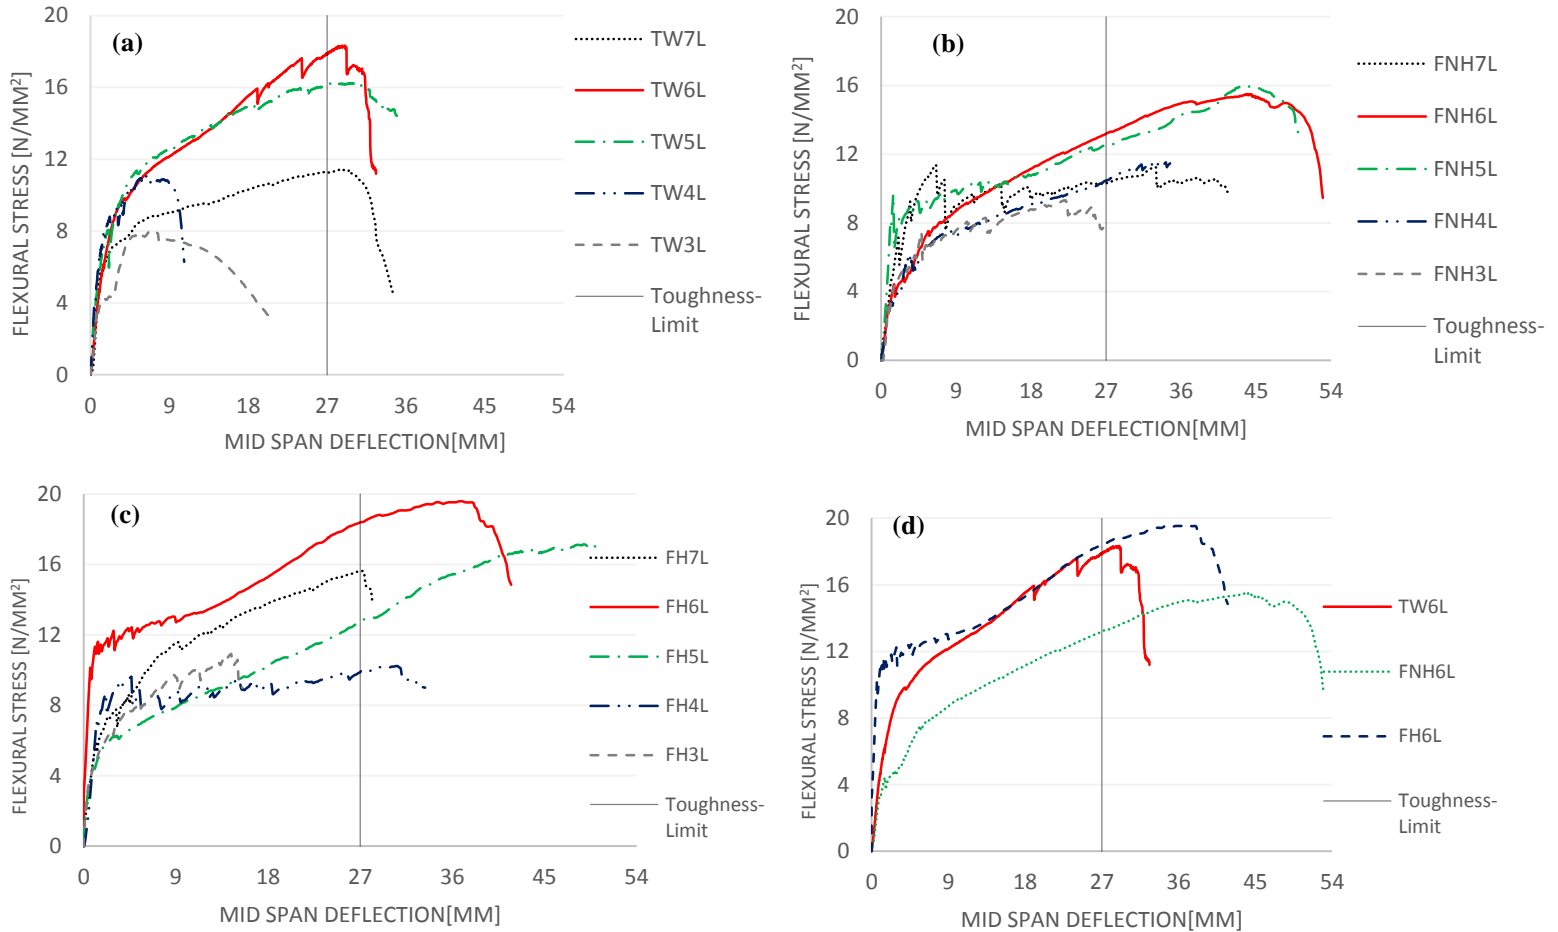 (a)
FLEXURAL STRESS [N/MM²]
20
16
12
8
4
0
0 9 18 27 36 45 54
MID SPAN DEFLECTION[MM]
TW7L
TW6L
TW5L
TW4L
TW3L
Toughness-
Limit
(b)
FLEXURAL STRESS [N/MM²]
20
16
12
8
4
0
0 9 18 27 36 45 54
MID SPAN DEFLECTION[MM]
FNH7L
FNH6L
FNH5L
FNH4L
FNH3L
Toughness-
Limit
(c)
FLEXURAL STRESS [N/MM²]
20
16
12
8
4
0
0 9 18 27 36 45 54
MID SPAN DEFLECTION[MM]
FH7L
FH6L
FH5L
FH4L
FH3L
Toughness-
Limit
(d)
FLEXURAL STRESS [N/MM²]
20
16
12
8
4
0
0 9 18 27 36 45 54
MID SPAN DEFLECTION[MM]
TW6L
FNH6L
FH6L
Toughness-
Limit